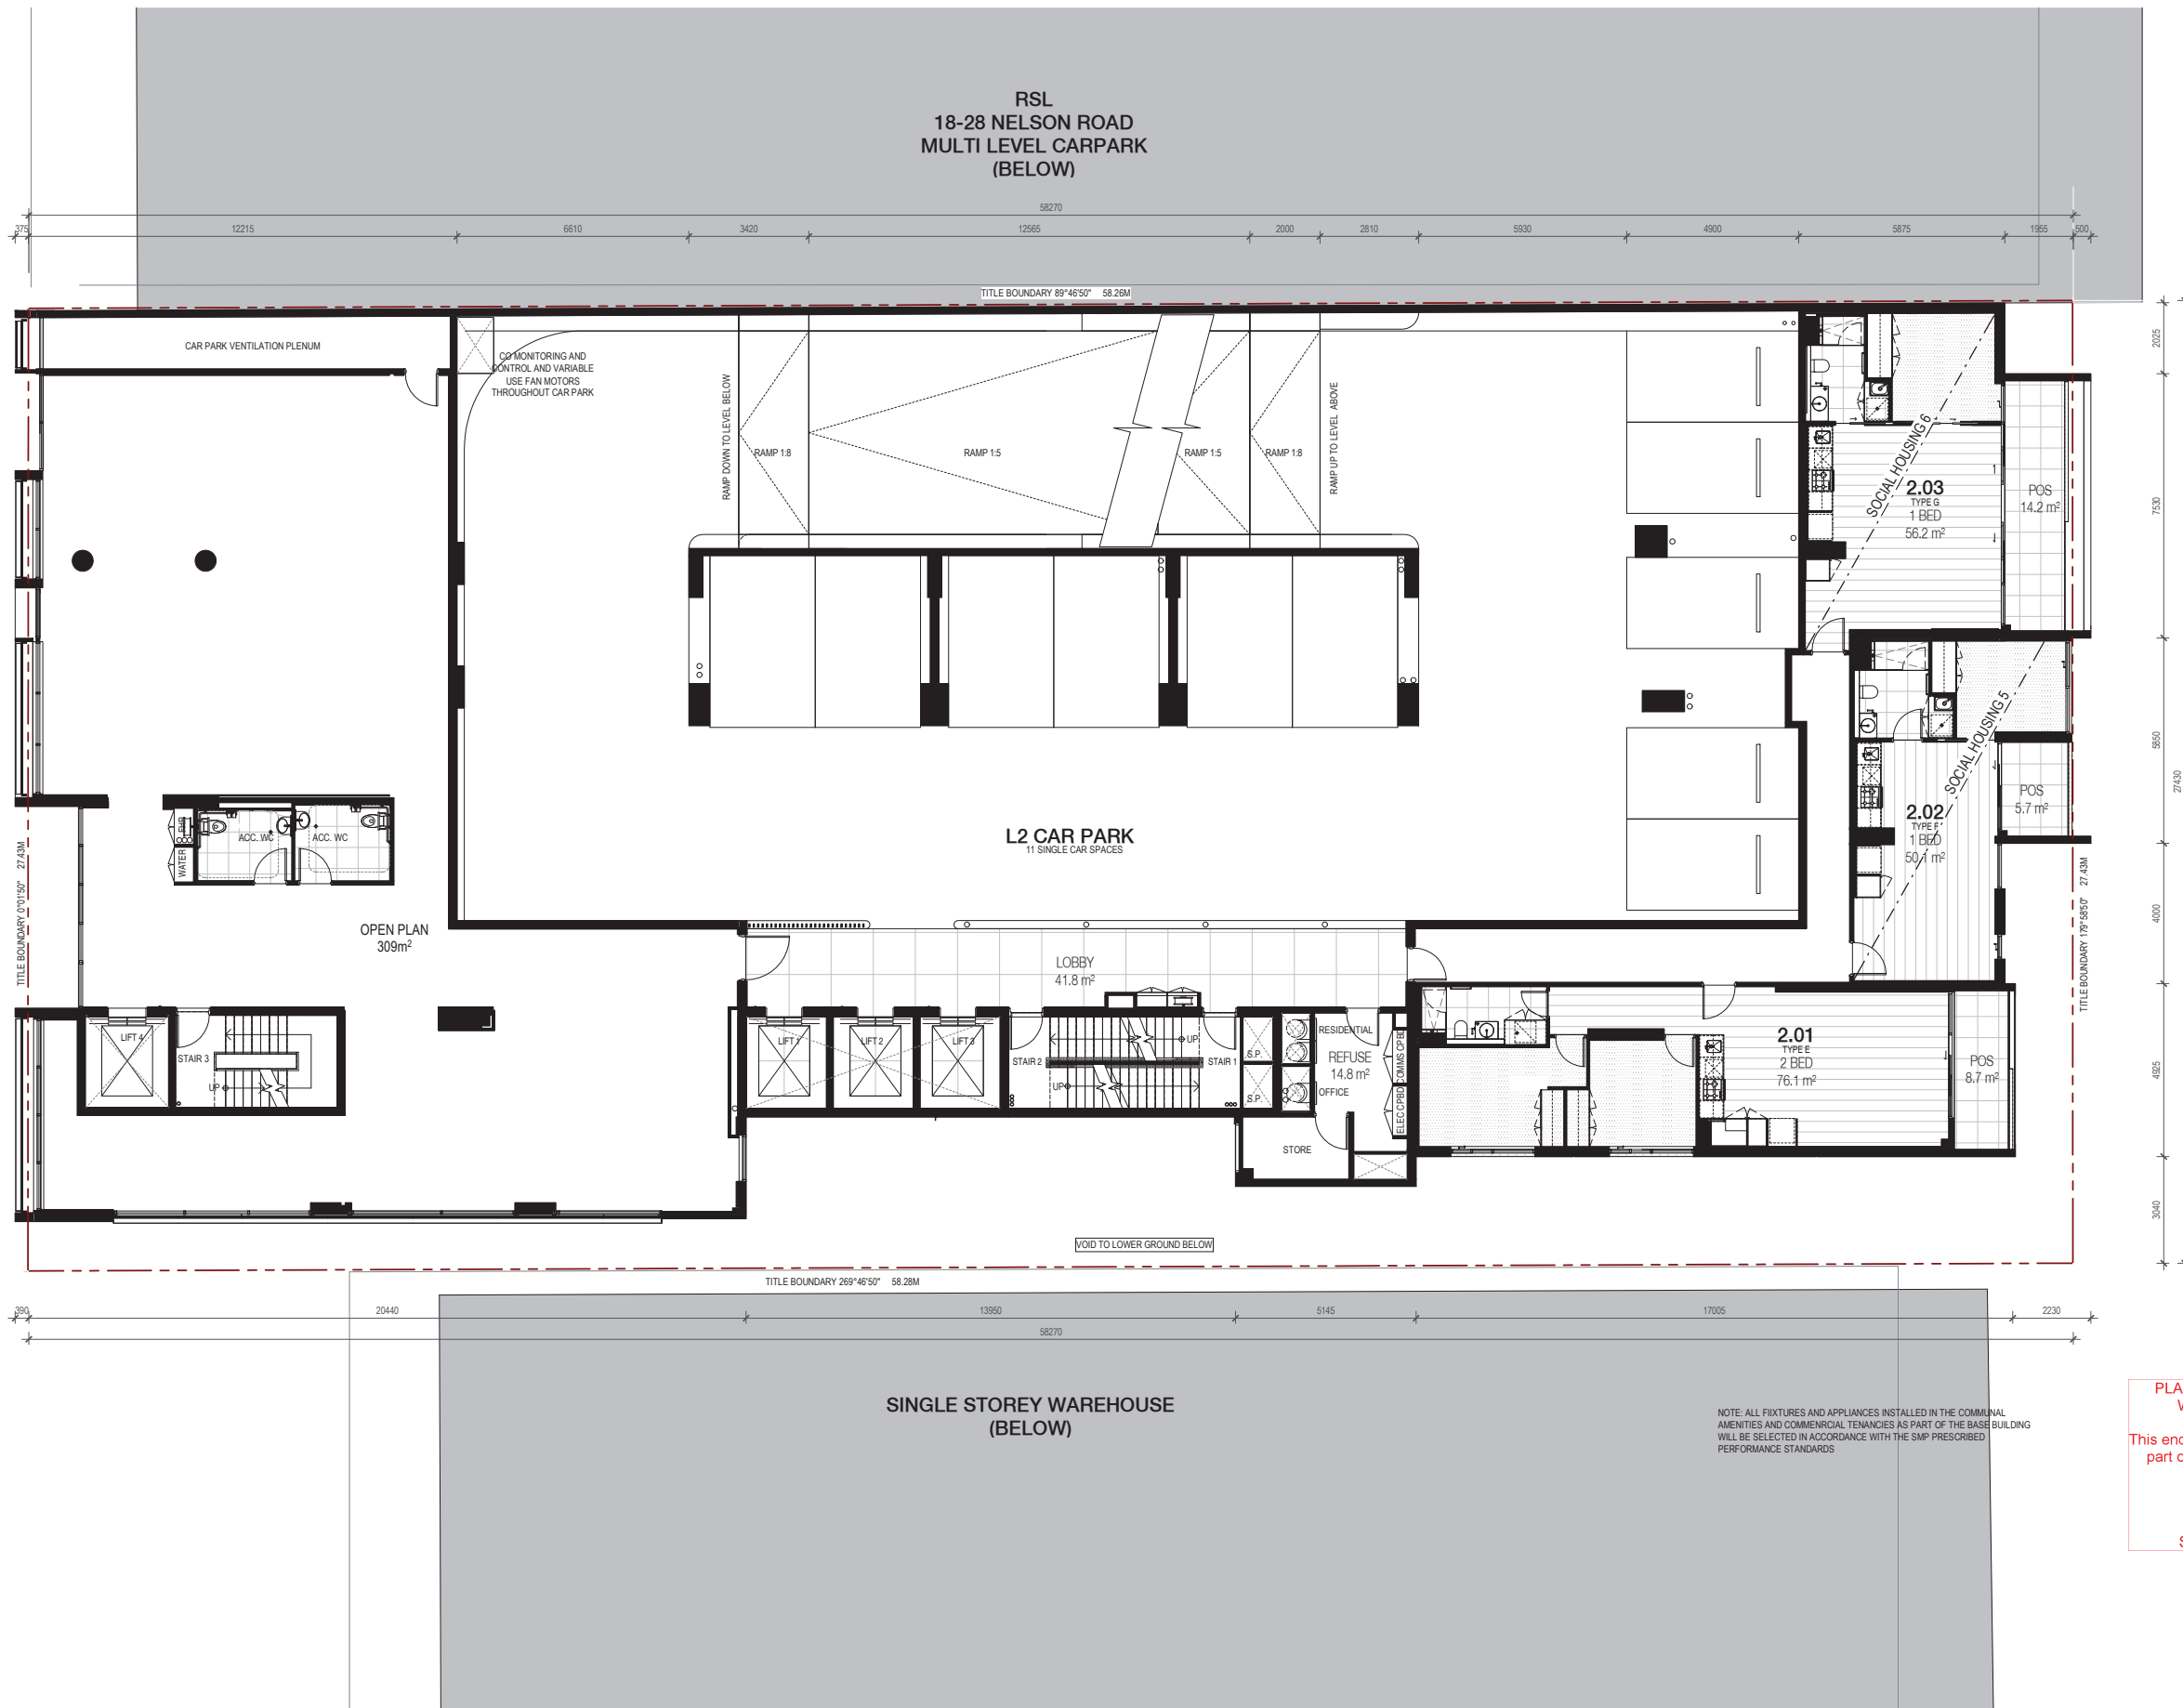 RSL
18-28 NELSON ROAD
MULTI LEVEL CARPARK
(BELOW)
58270
375
12215
6610
3420
12565
2000
2810
5930
4900
5875
1955
500
TITLE BOUNDARY 89°46'50" 58.26M
CAR PARK VENTILATION PLENUM
CO MONITORING AND
CONTROL AND VARIABLE
USE FAN MOTORS
THROUGHOUT CAR PARK
RAMP DOWN TO LEVEL BELOW
RAMP 1:8
RAMP 1:5
RAMP 1:5
RAMP 1:8
RAMP UP TO LEVEL ABOVE
SOCIAL HOUSING 6
2.03
TYPE G
1 BED
56.2 m²
POS
14.2 m²
2025
7530
5850
27430
4000
4925
3040
SOCIAL HOUSING 5
2.02
TYPE F
1 BED
50.1 m²
POS
5.7 m²
L2 CAR PARK
11 SINGLE CAR SPACES
FHR
WATER
ACC. WC
ACC. WC
TITLE BOUNDARY 0°01'50" 27.43M
TITLE BOUNDARY 179°58'50" 27.43M
OPEN PLAN
309m²
LOBBY
41.8 m²
LIFT 4
STAIR 3
UP
LIFT 1
LIFT 2
LIFT 3
STAIR 2
UP
UP
STAIR 1
S.P.
S.P.
RESIDENTIAL
REFUSE
14.8 m²
OFFICE
COMMS CPBD
ELEC CPBD
STORE
2.01
TYPE E
2 BED
76.1 m²
POS
8.7 m²
VOID TO LOWER GROUND BELOW
TITLE BOUNDARY 269°46'50" 58.28M
390
20440
13950
5145
17005
2230
58270
SINGLE STOREY WAREHOUSE
(BELOW)
NOTE: ALL FIIXTURES AND APPLIANCES INSTALLED IN THE COMMUNAL
AMENITIES AND COMMENRCIAL TENANCIES AS PART OF THE BASE BUILDING
WILL BE SELECTED IN ACCORDANCE WITH THE SMP PRESCRIBED
PERFORMANCE STANDARDS
This
part